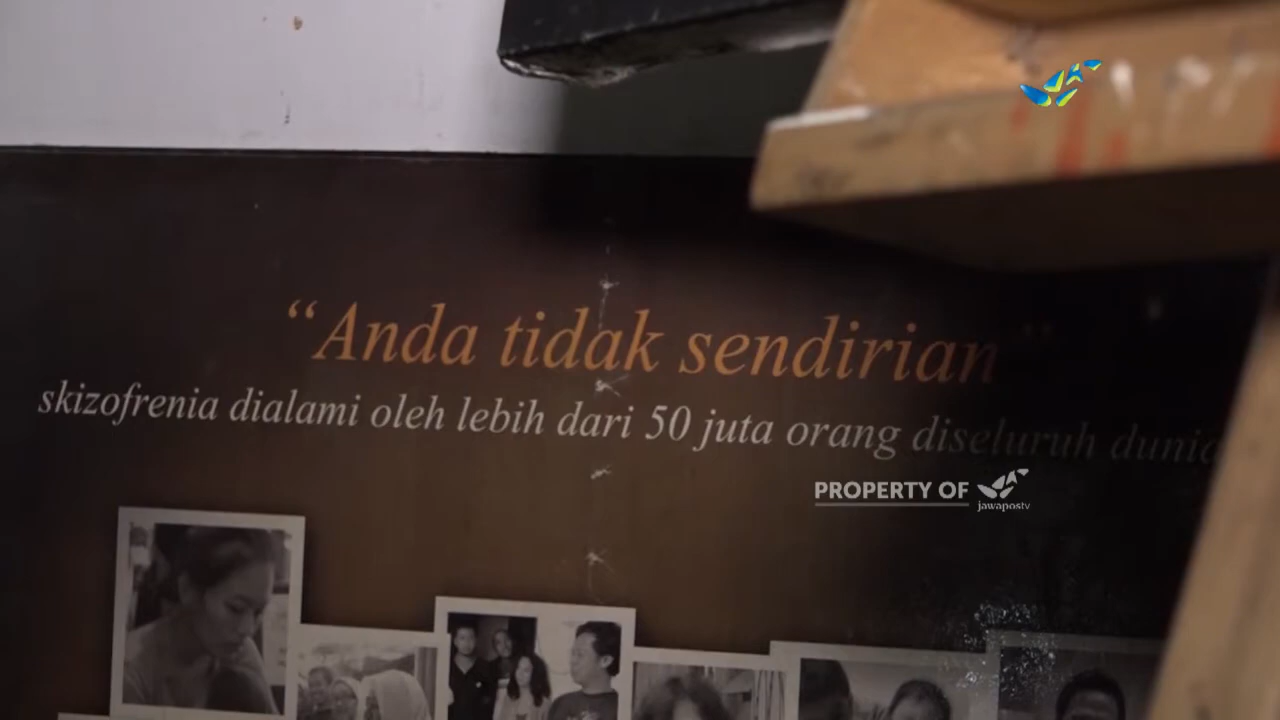 “Anda tidak sendirian”
skizofrenia dialami oleh lebih dari 50 juta orang diseluruh dunia
PROPERTY OF
jawapostv